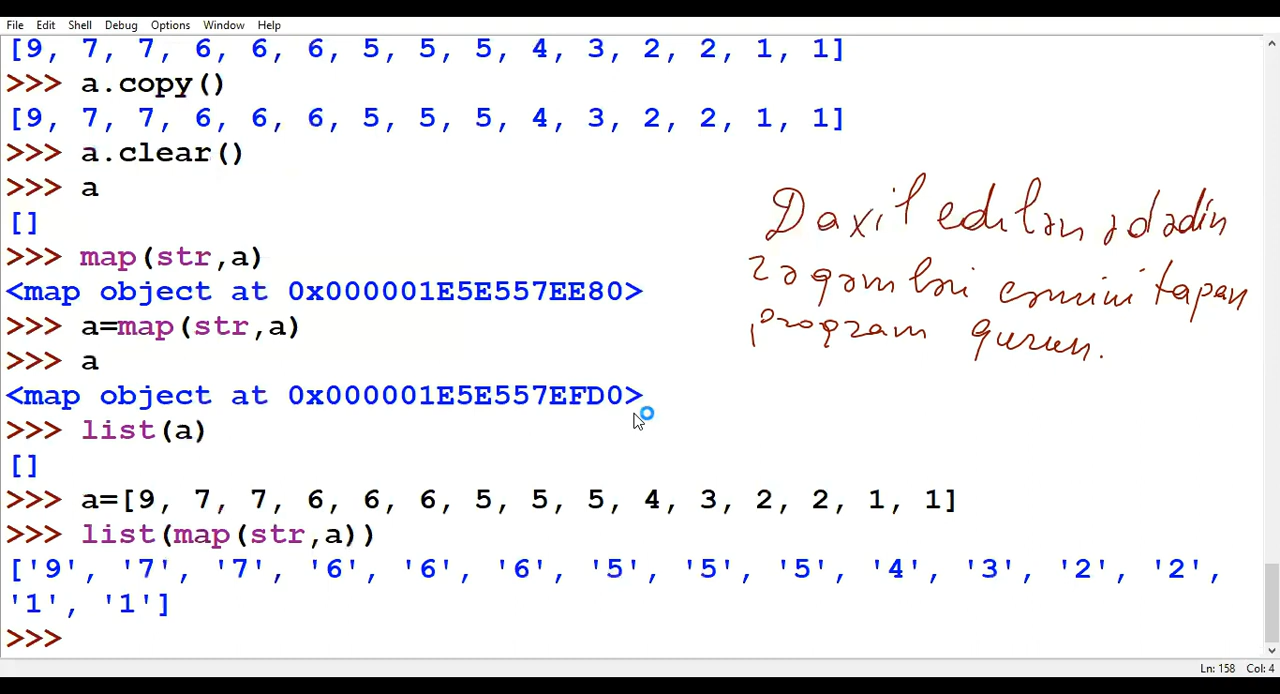 File Edit Shell Debug Options Window Help
[9, 7, 7, 6, 6, 6, 5, 5, 5, 4, 3, 2, 2, 1, 1]
>>> a.copy()
[9, 7, 7, 6, 6, 6, 5, 5, 5, 4, 3, 2, 2, 1, 1]
>>> a.clear()
>>> a
[]
>>> map(str,a)
<map object at 0x000001E5E557EE80>
>>> a=map(str,a)
>>> a
<map object at 0x000001E5E557EFD0>
>>> list(a)
[]
>>> a=[9, 7, 7, 6, 6, 6, 5, 5, 5, 4, 3, 2, 2, 1, 1]
>>> list(map(str,a))
['9', '7', '7', '6', '6', '6', '5', '5', '5', '4', '3', '2', '2',
'1', '1']
>>>
Daxil edilən ədədin
rəqəmləri cəmini tapan
proqram qurun.
Ln: 158 Col: 4